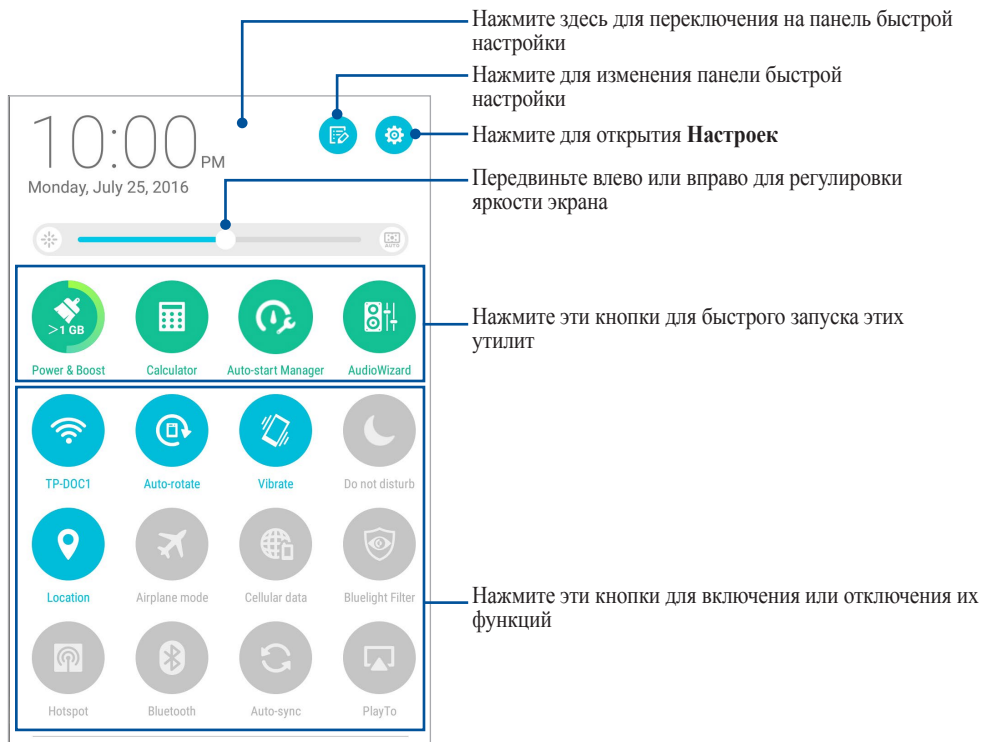 Нажмите здесь для переключения на панель быстрой
настройки
Нажмите для изменения панели быстрой
настройки
Нажмите для открытия Настроек
Передвиньте влево или вправо для регулировки
яркости экрана
10:00 PM
Monday, July 25, 2016
AUTO
>1 GB
Power & Boost Calculator Auto-start Manager AudioWizard
Нажмите эти кнопки для быстрого запуска этих
утилит
TP-DOC1 Auto-rotate Vibrate Do not disturb
Location Airplane mode Cellular data Bluelight Filter
Нажмите эти кнопки для включения или отключения их
функций
Hotspot Bluetooth Auto-sync PlayTo